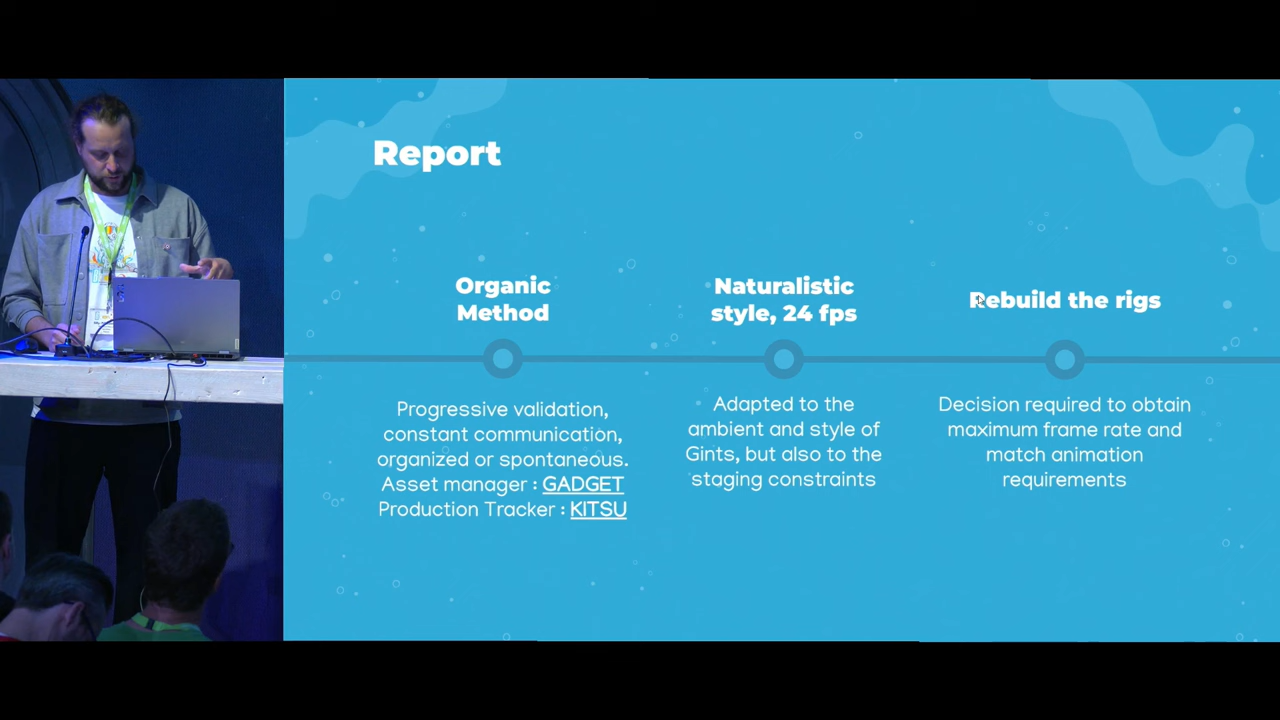 Report
Organic
Method
Progressive validation,
constant communication,
organized or spontaneous.
Asset manager : GADGET
Production Tracker : KITSU
Naturalistic
style, 24 fps
Adapted to the
ambient and style of
Gints, but also to the
staging constraints
Rebuild the rigs
Decision required to obtain
maximum frame rate and
match animation
requirements